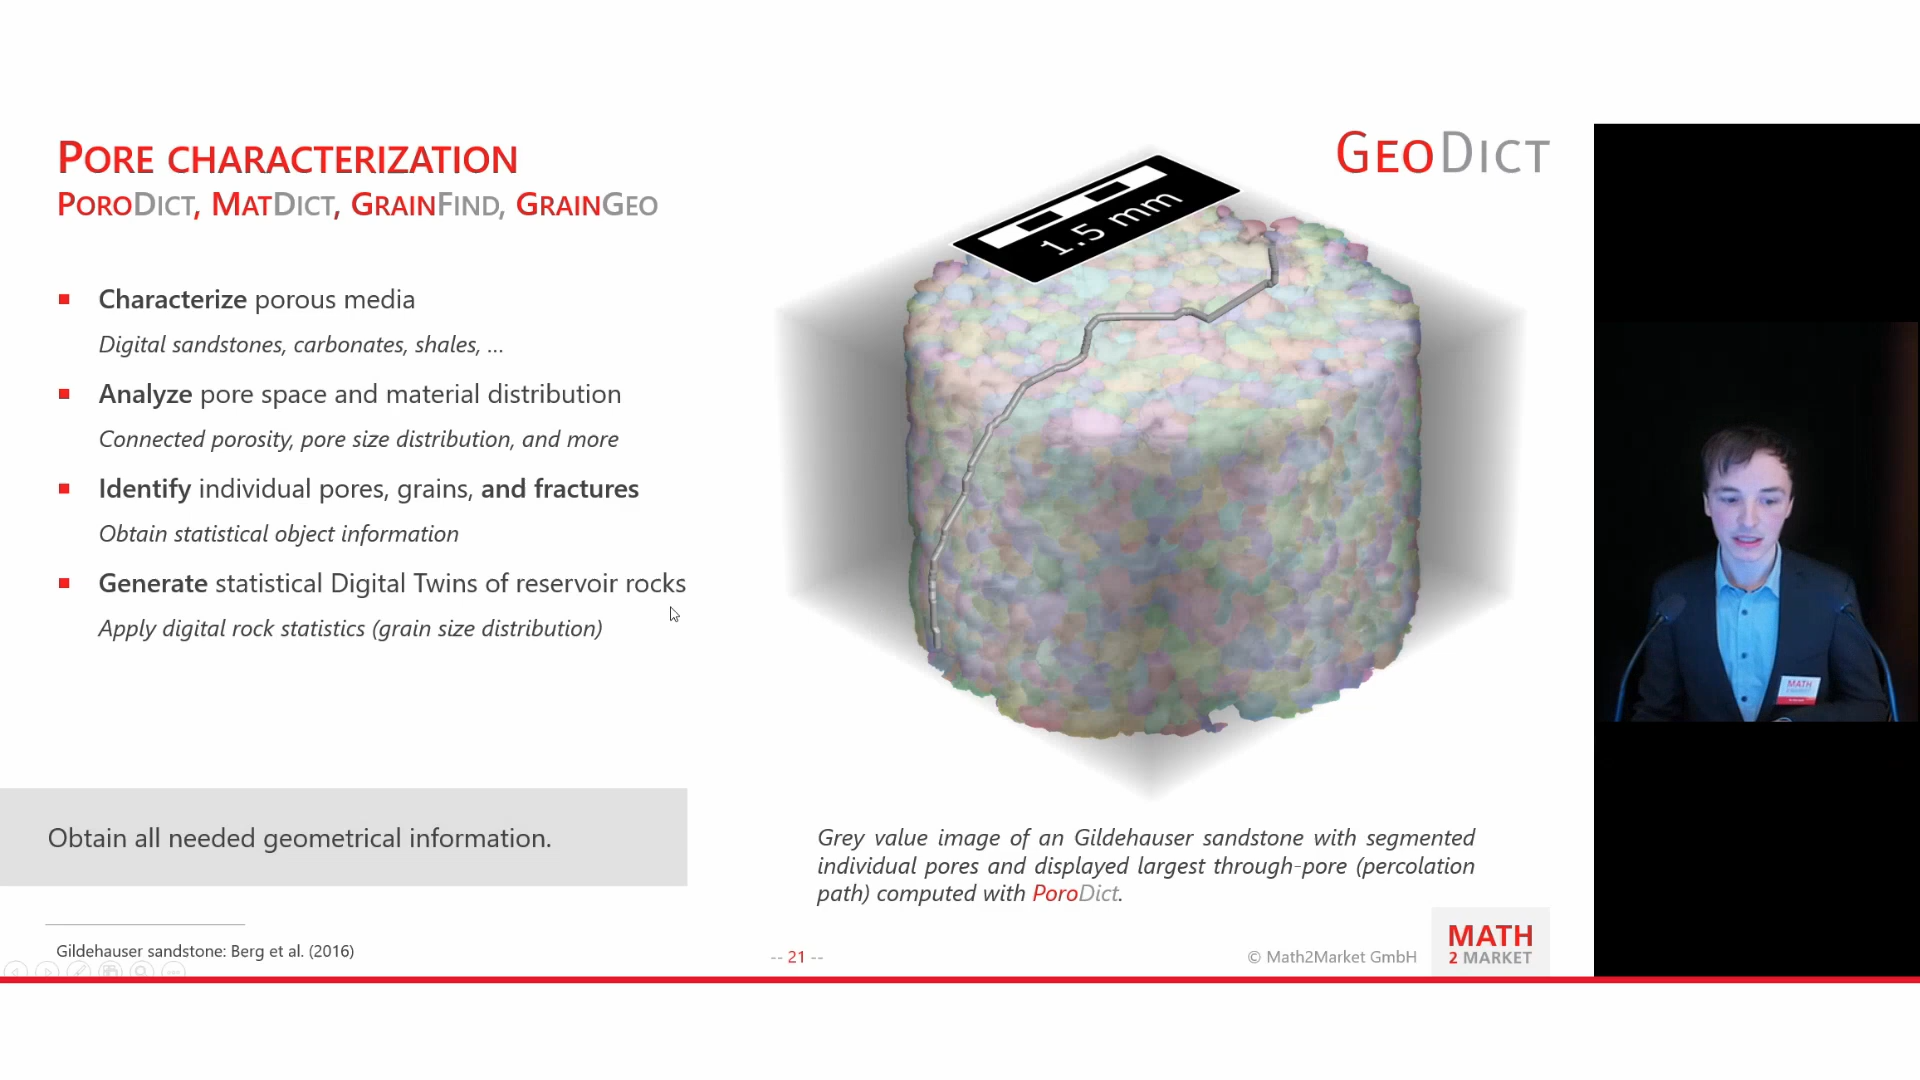 PORE CHARACTERIZATION
PORODICT, MATDICT, GRAINFIND, GRAINGEO
GEODICT
1.5 mm
Characterize porous media
Digital sandstones, carbonates, shales, ...
Analyze pore space and material distribution
Connected porosity, pore size distribution, and more
Identify individual pores, grains, and fractures
Obtain statistical object information
Generate statistical Digital Twins of reservoir rocks
Apply digital rock statistics (grain size distribution)
Obtain all needed geometrical information.
Grey value image of an Gildehauser sandstone with segmented
individual pores and displayed largest through-pore (percolation
path) computed with PoroDict.
Gildehauser sandstone: Berg et al. (2016)
-- 21 --
© Math2Market GmbH
MATH
2 MARKET
MATH